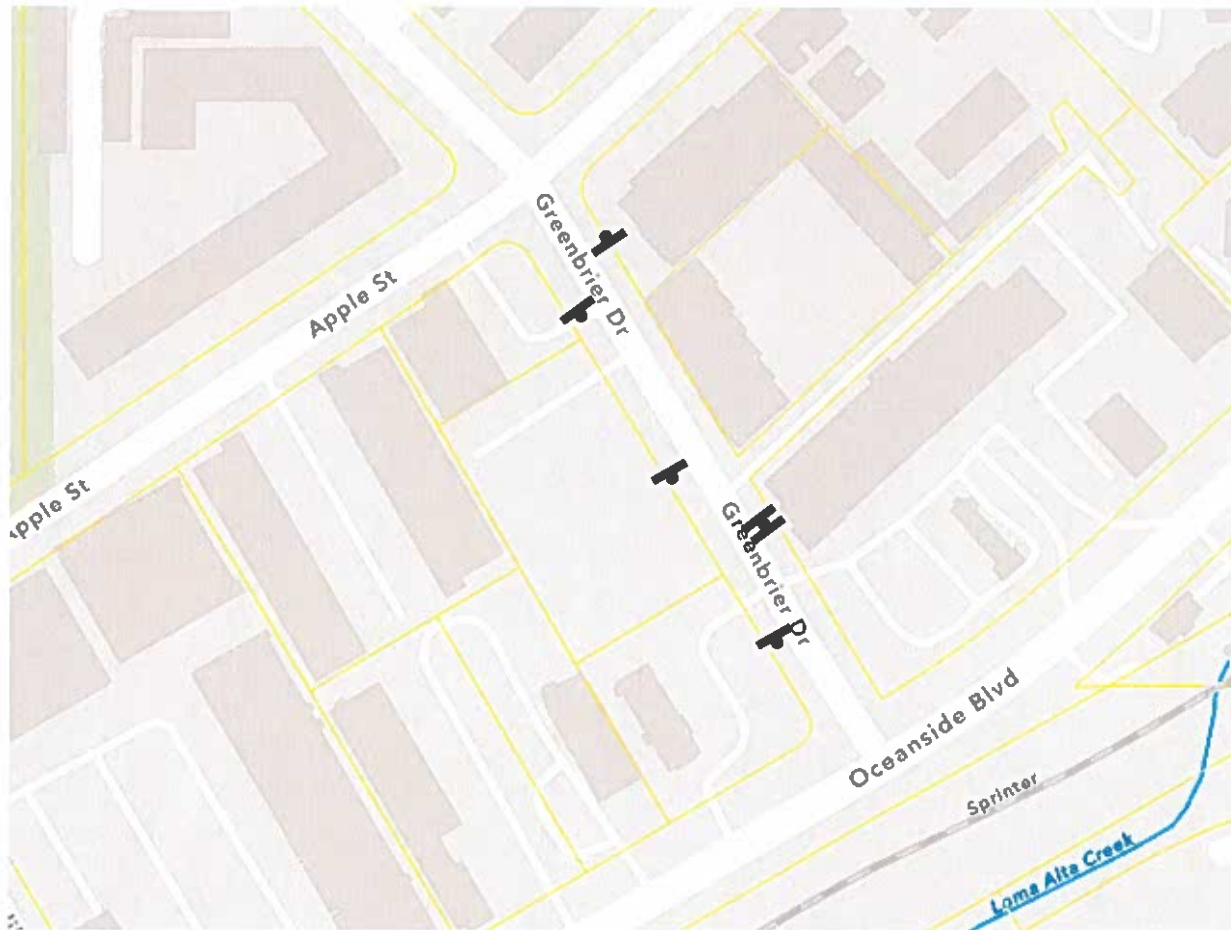 Greenbrier Dr
Apple St
Apple St
Greenbrier Dr
Oceanside Blvd
Sprinter
Loma Alta Creek